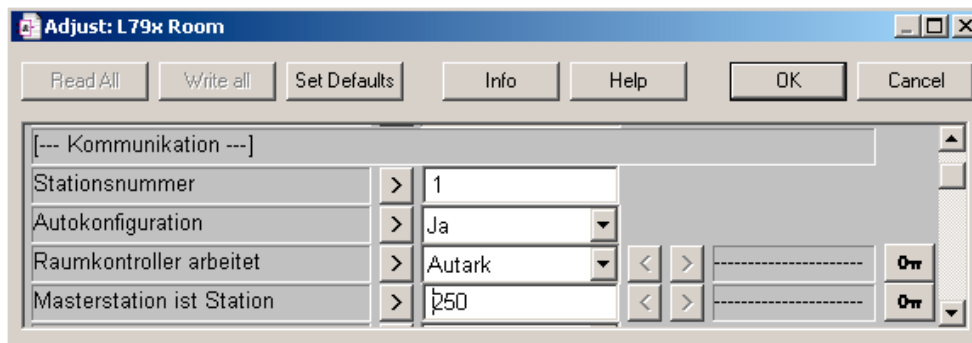 Adjust: L79x Room
Read All Write all Set Defaults Info Help OK Cancel
[--- Kommunikation ---]
Stationsnummer > 1
Autokonfiguration > Ja
Raumkontroller arbeitet > Autark < > ----------------------
Masterstation ist Station > 250 < > ----------------------